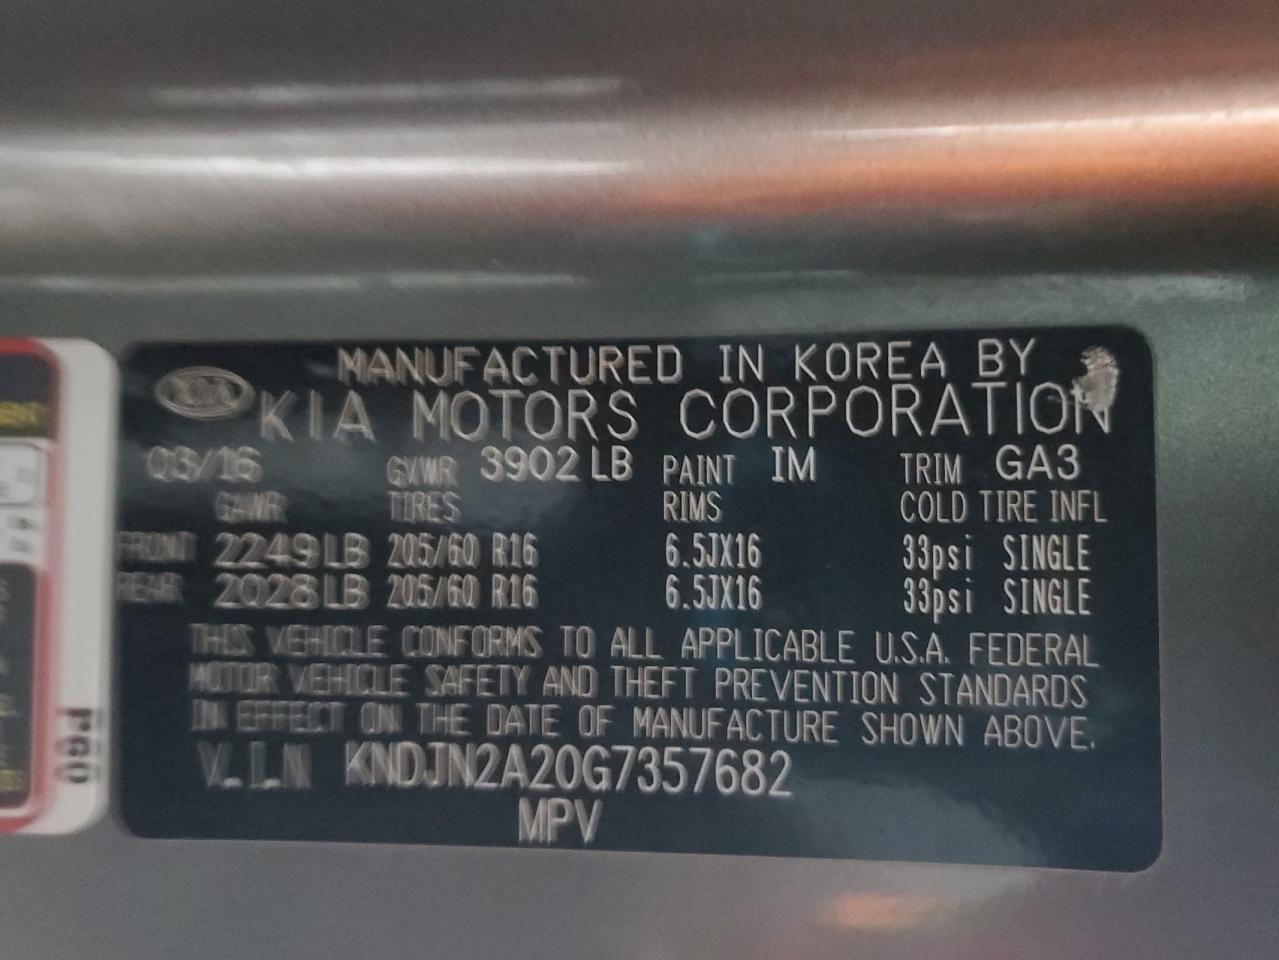 MANUFACTURED IN KOREA BY
KIA KIA MOTORS CORPORATION
03/16 GVWR 3902 LB PAINT IM TRIM GA3
GAWR TIRES RIMS COLD TIRE INFL
FRONT 2249 LB 205/60 R16 6.5JX16 33psi SINGLE
REAR 2028 LB 205/60 R16 6.5JX16 33psi SINGLE
THIS VEHICLE CONFORMS TO ALL APPLICABLE U.S.A. FEDERAL
MOTOR VEHICLE SAFETY AND THEFT PREVENTION STANDARDS
IN EFFECT ON THE DATE OF MANUFACTURE SHOWN ABOVE.
V.I.N KNDJN2A20G7357682
MPV